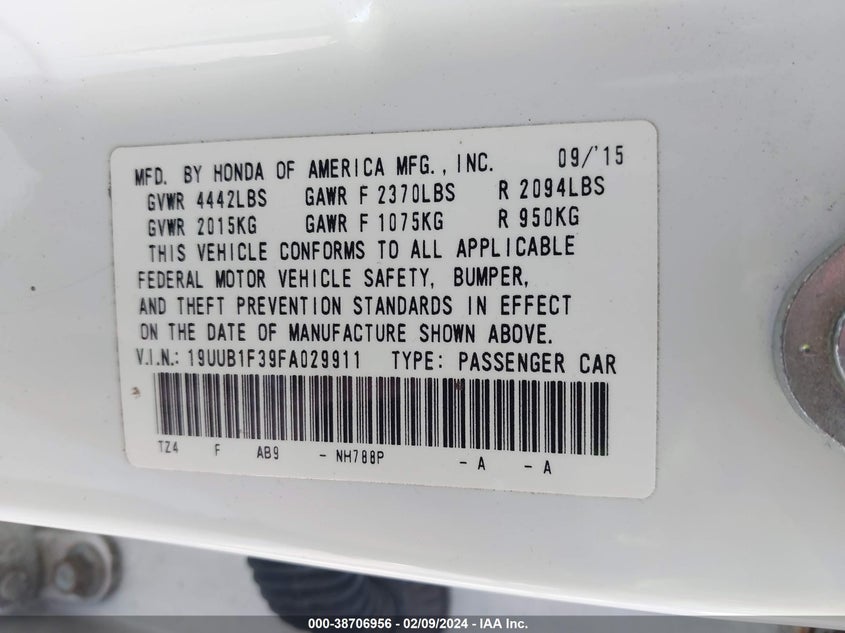 MFD. BY HONDA OF AMERICA MFG., INC. 09/'15
GVWR 4442LBS GAWR F 2370LBS R 2094LBS
GVWR 2015KG GAWR F 1075KG R 950KG
THIS VEHICLE CONFORMS TO ALL APPLICABLE
FEDERAL MOTOR VEHICLE SAFETY, BUMPER,
AND THEFT PREVENTION STANDARDS IN EFFECT
ON THE DATE OF MANUFACTURE SHOWN ABOVE.
V.I.N.: 19UUB1F39FA029911 TYPE: PASSENGER CAR
TZ4 F AB9 - NH788P - A - A
000-38706956 - 02/09/2024 - IAA Inc.